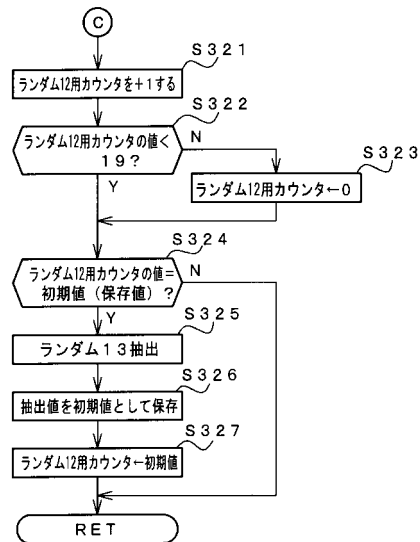 C
S321
ランダム12用カウンタを+1する
S322
ランダム12用カウンタの値<
19?
N
Y
S323
ランダム12用カウンタ←0
S324
ランダム12用カウンタの値=
初期値(保存値)?
N
Y
S325
ランダム13抽出
S326
抽出値を初期値として保存
S327
ランダム12用カウンタ←初期値
RET